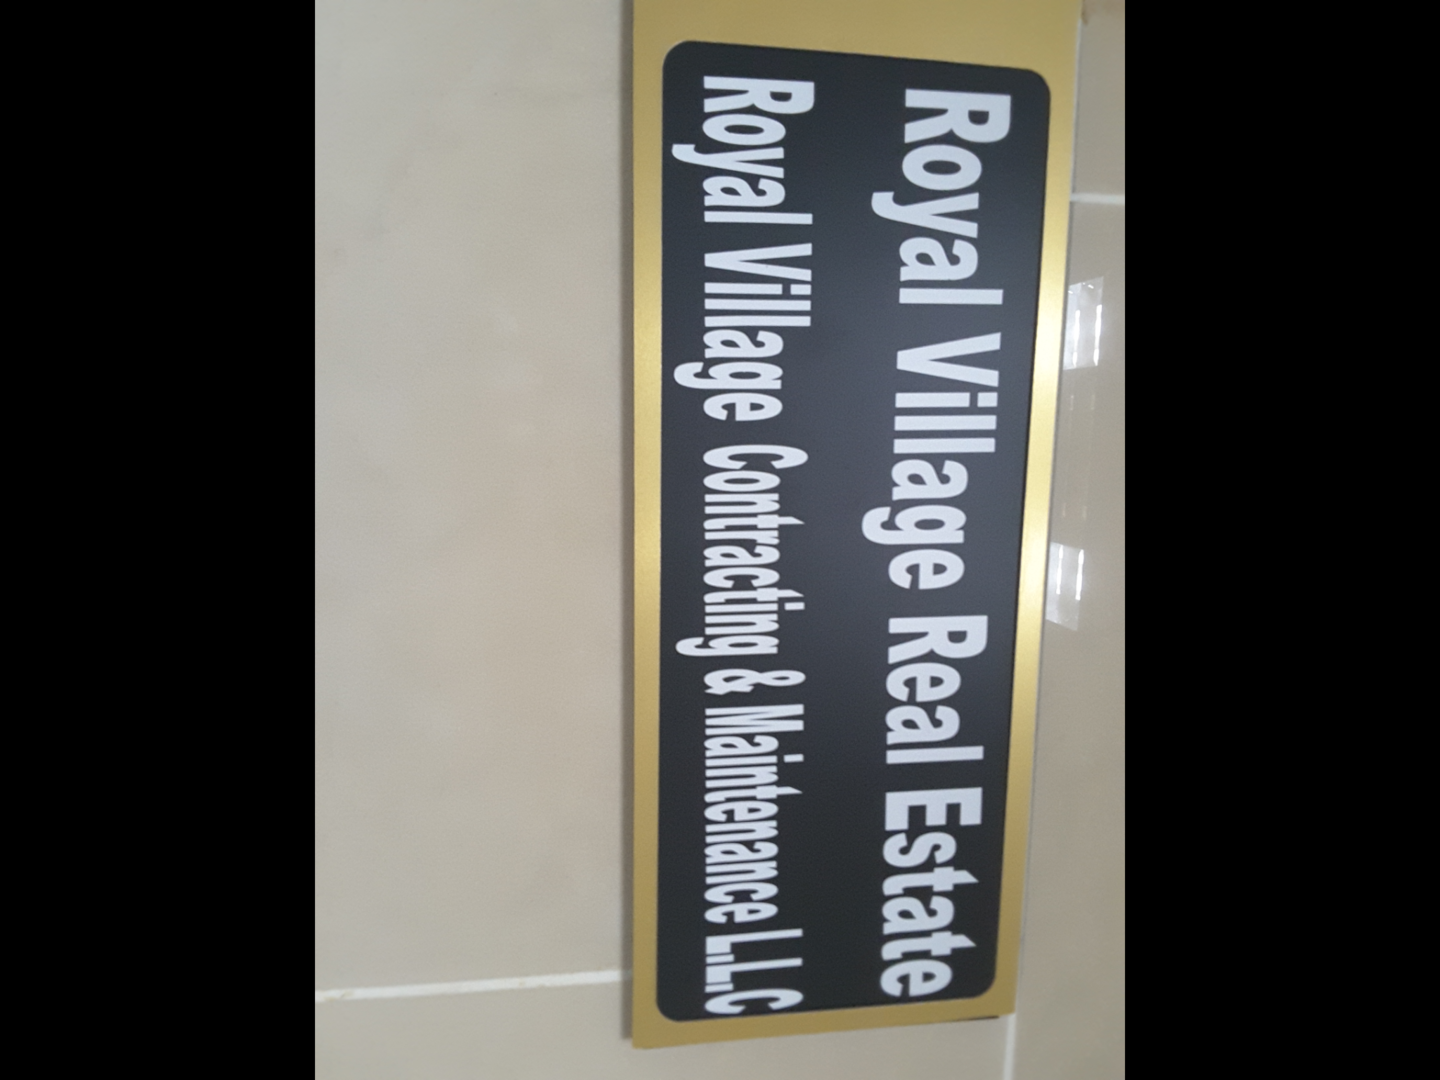 Royal Village Real Estate
Royal Village Contracting & Maintenance L.L.C